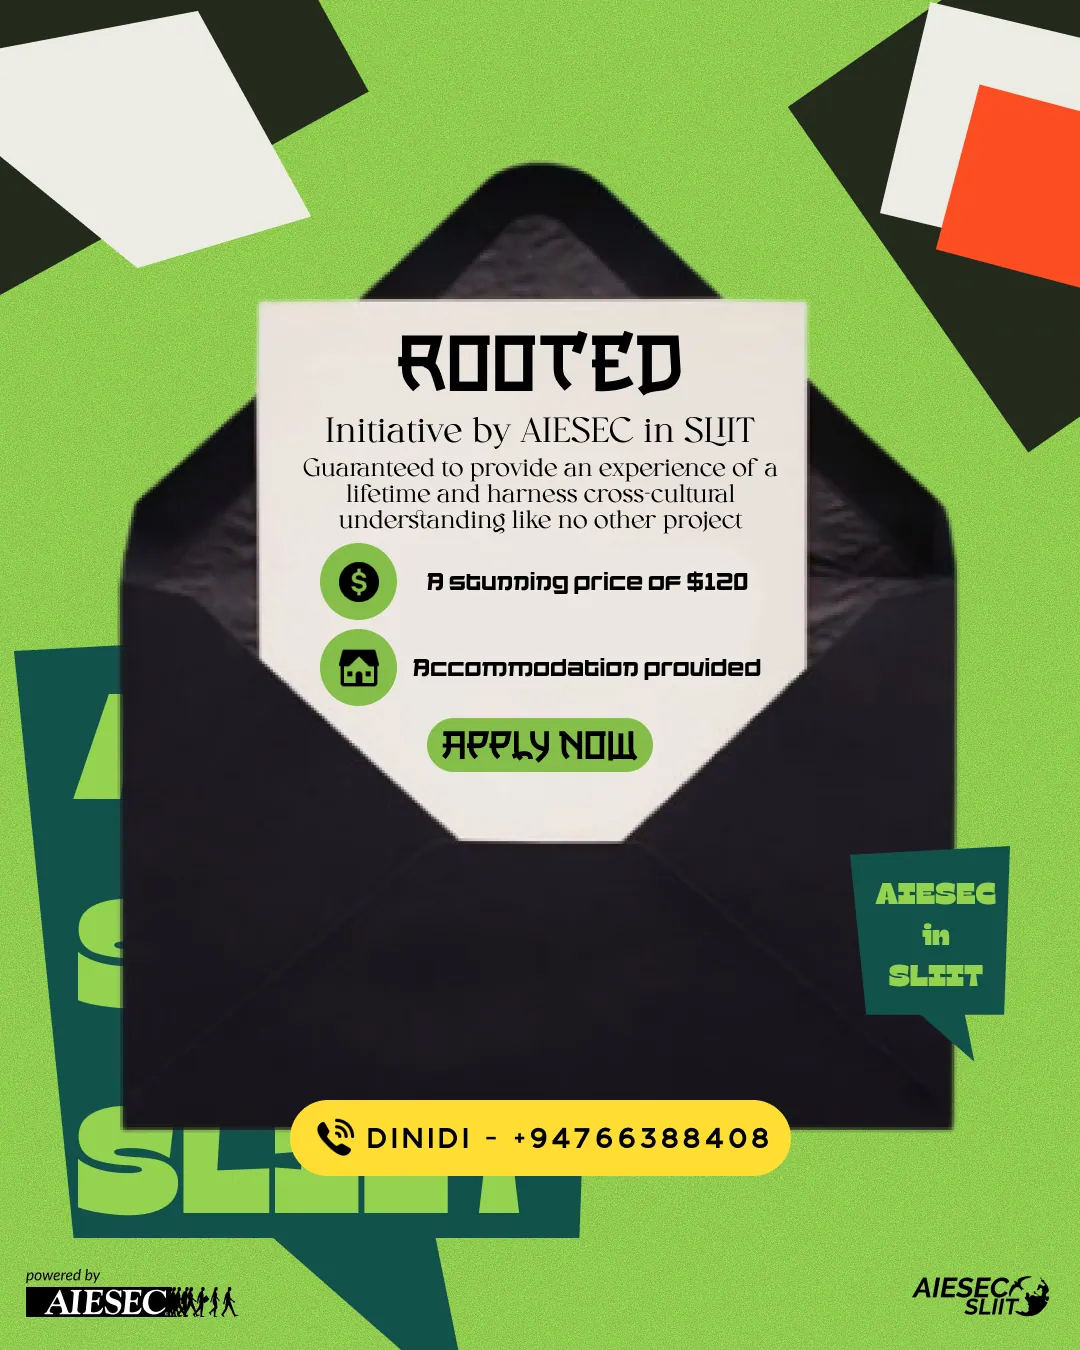 ROOTED
Initiative by AIESEC in SLIIT
Guaranteed to provide an experience of a
lifetime and harness cross-cultural
understanding like no other project
A stunning price of $120
Accommodation provided
APPLY NOW
AIESEC
in
SLIIT
A
S
SLIIT
DINIDI - +94766388408
powered by
AIESEC
AIESEC
SLIIT